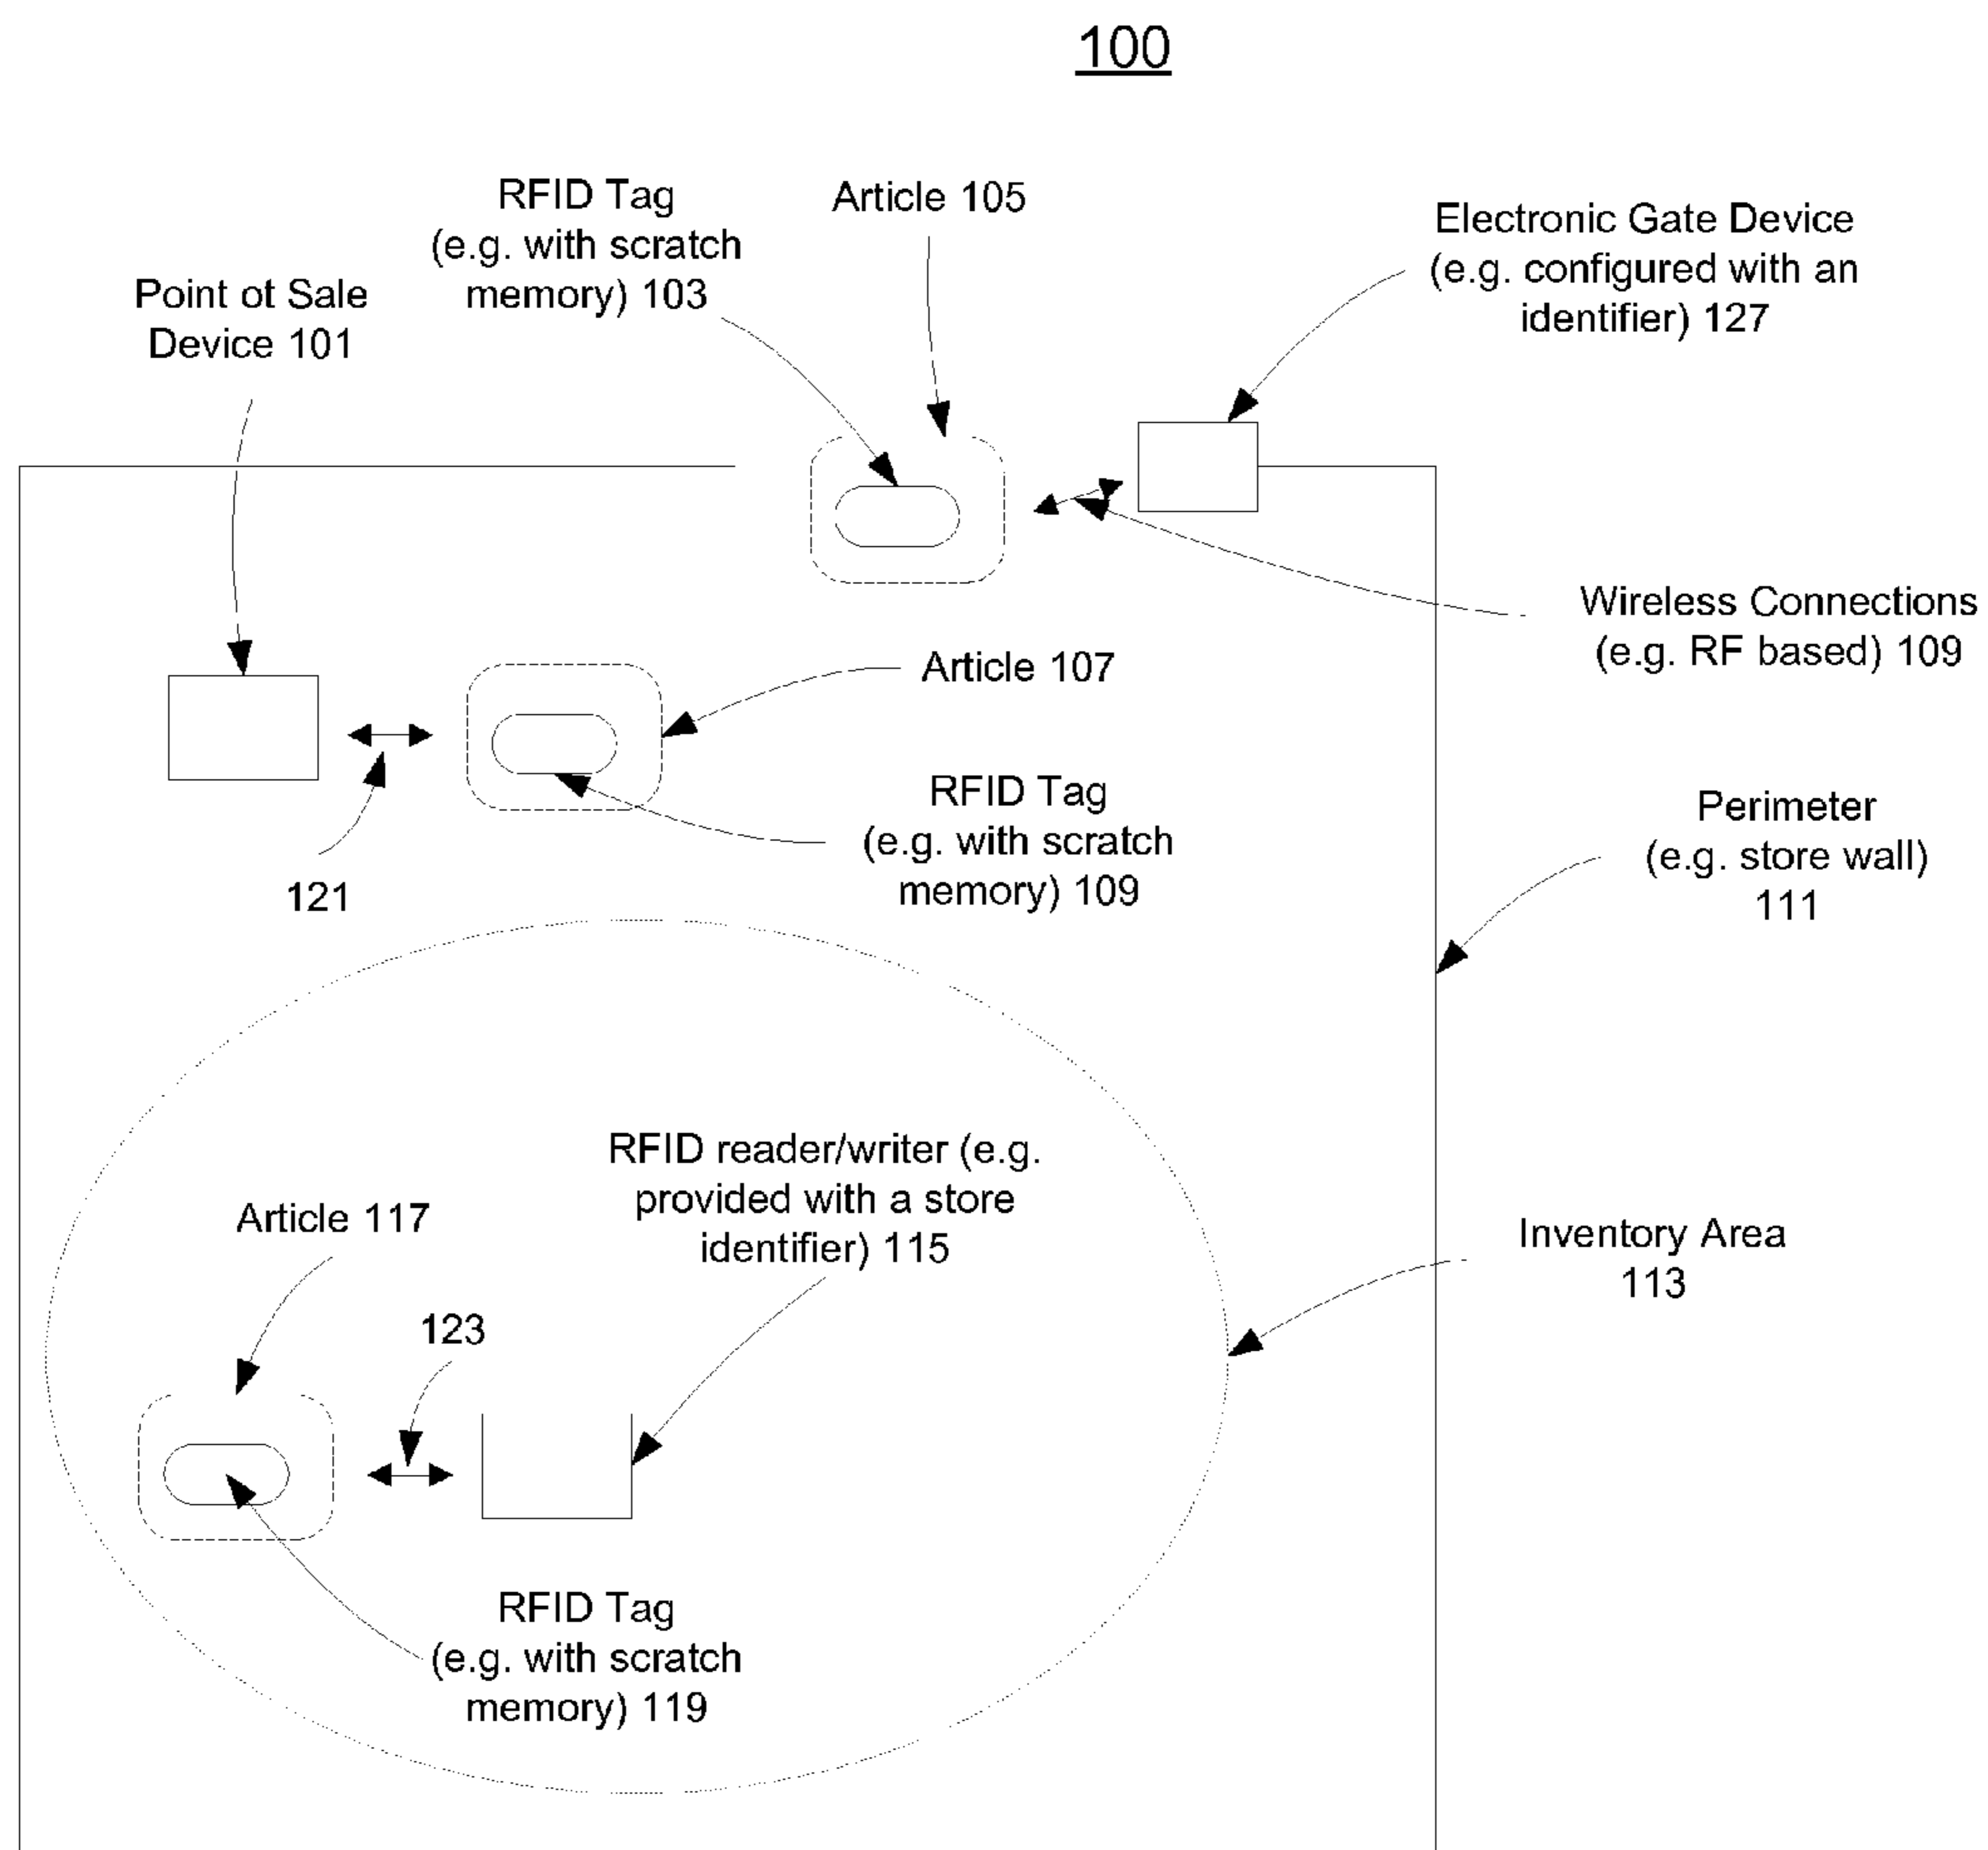 100
RFID Tag
(e.g. with scratch
memory) 103
Article 105
Electronic Gate Device
(e.g. configured with an
identifier) 127
Point of Sale
Device 101
Wireless Connections
(e.g. RF based) 109
Article 107
RFID Tag
(e.g. with scratch
memory) 109
121
Perimeter
(e.g. store wall)
111
RFID reader/writer (e.g.
provided with a store
identifier) 115
Article 117
Inventory Area
113
123
RFID Tag
(e.g. with scratch
memory) 119